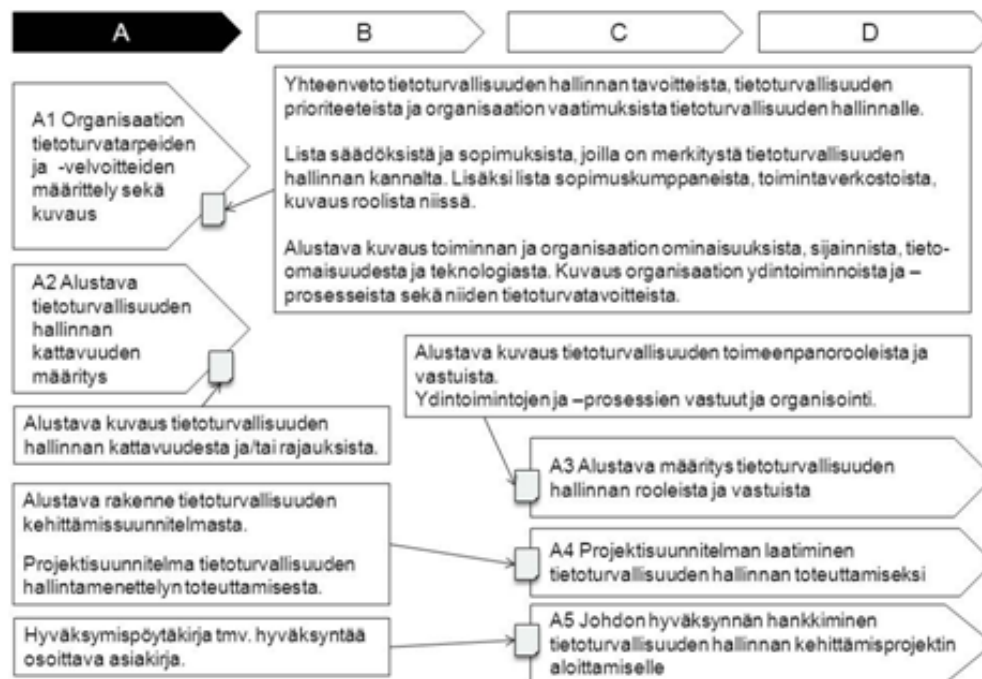 A
B
C
D
A1 Organisaation
tietoturvatarpeiden
ja -velvoitteiden
määrittely sekä
kuvaus
Yhteenveto tietoturvallisuuden hallinnan tavoitteista, tietoturvallisuuden
prioriteeteista ja organisaation vaatimuksista tietoturvallisuuden hallinnalle.
Lista säädöksistä ja sopimuksista, joilla on merkitystä tietoturvallisuuden
hallinnan kannalta. Lisäksi lista sopimuskumppaneista, toimintaverkostoista,
kuvaus roolista niissä.
Alustava kuvaus toiminnan ja organisaation ominaisuuksista, sijainnista, tieto-
omaisuudesta ja teknologiasta. Kuvaus organisaation ydintoiminnoista ja –
prosesseista sekä niiden tietoturvatavoitteista.
A2 Alustava
tietoturvallisuuden
hallinnan
kattavuuden
määritys
Alustava kuvaus tietoturvallisuuden
hallinnan kattavuudesta ja/tai rajauksista.
Alustava kuvaus tietoturvallisuuden toimeenpanorooleista ja
vastuista.
Ydintoimintojen ja –prosessien vastuut ja organisointi.
A3 Alustava määritys tietoturvallisuuden
hallinnan rooleista ja vastuista
Alustava rakenne tietoturvallisuuden
kehittämissuunnitelmasta.
Projektisuunnitelma tietoturvallisuuden
hallintamenettelyn toteuttamisesta.
A4 Projektisuunnitelman laatiminen
tietoturvallisuuden hallinnan toteuttamiseksi
Hyväksymispöytäkirja tmv. hyväksyntää
osoittava asiakirja.
A5 Johdon hyväksynnän hankkiminen
tietoturvallisuuden hallinnan kehittämisprojektin
aloittamiselle